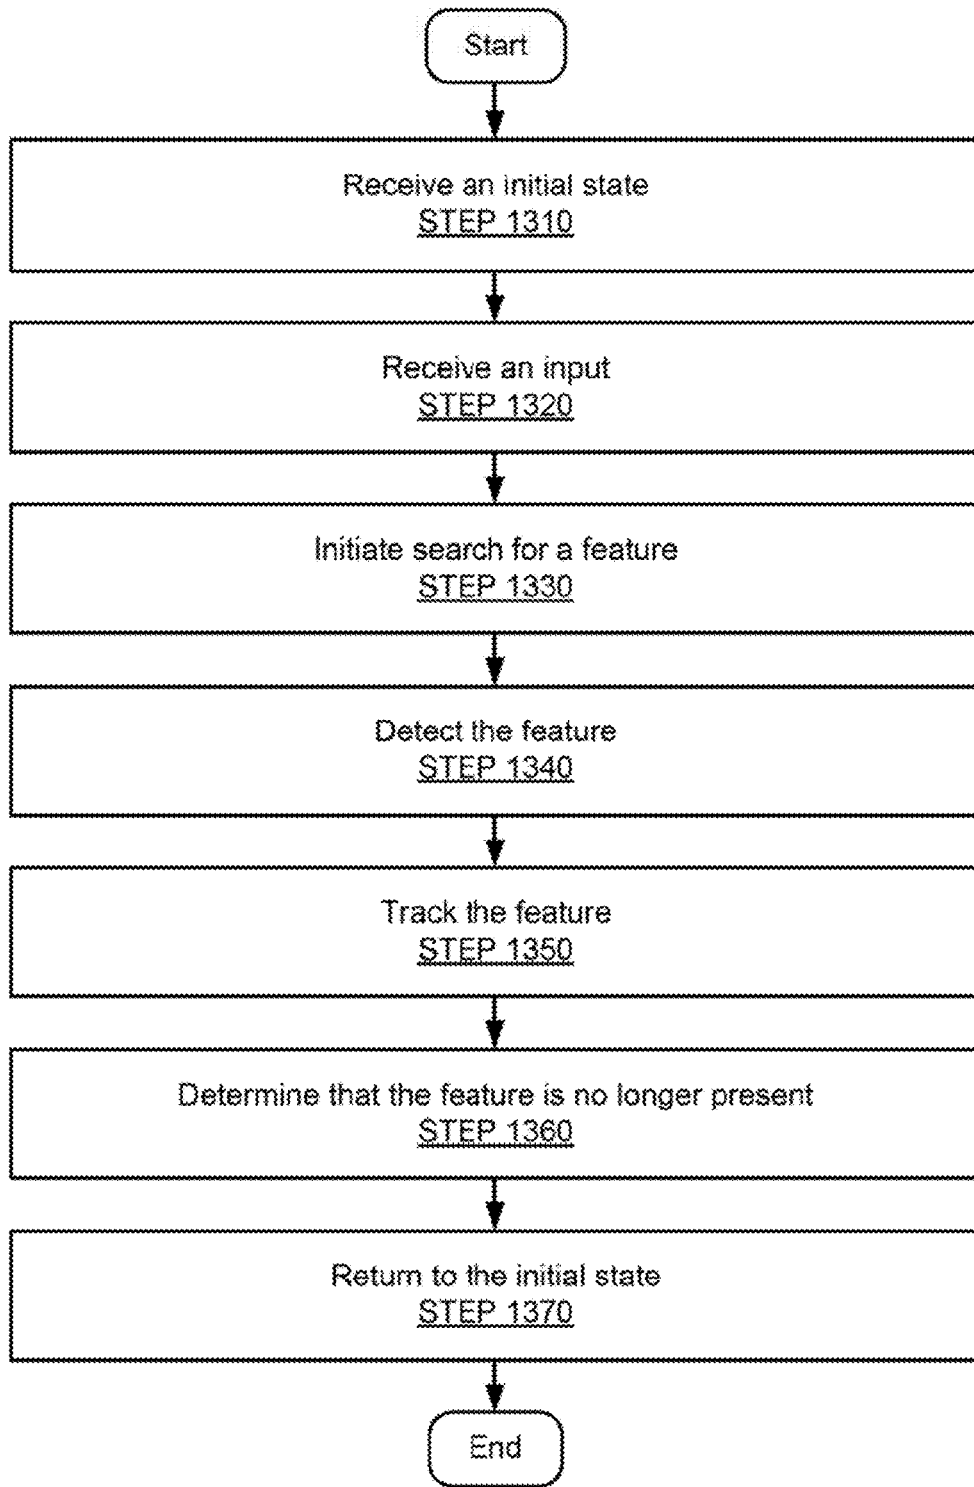 Start
Receive an initial state
STEP 1310
Receive an input
STEP 1320
Initiate search for a feature
STEP 1330
Detect the feature
STEP 1340
Track the feature
STEP 1350
Determine that the feature is no longer present
STEP 1360
Return to the initial state
STEP 1370
End